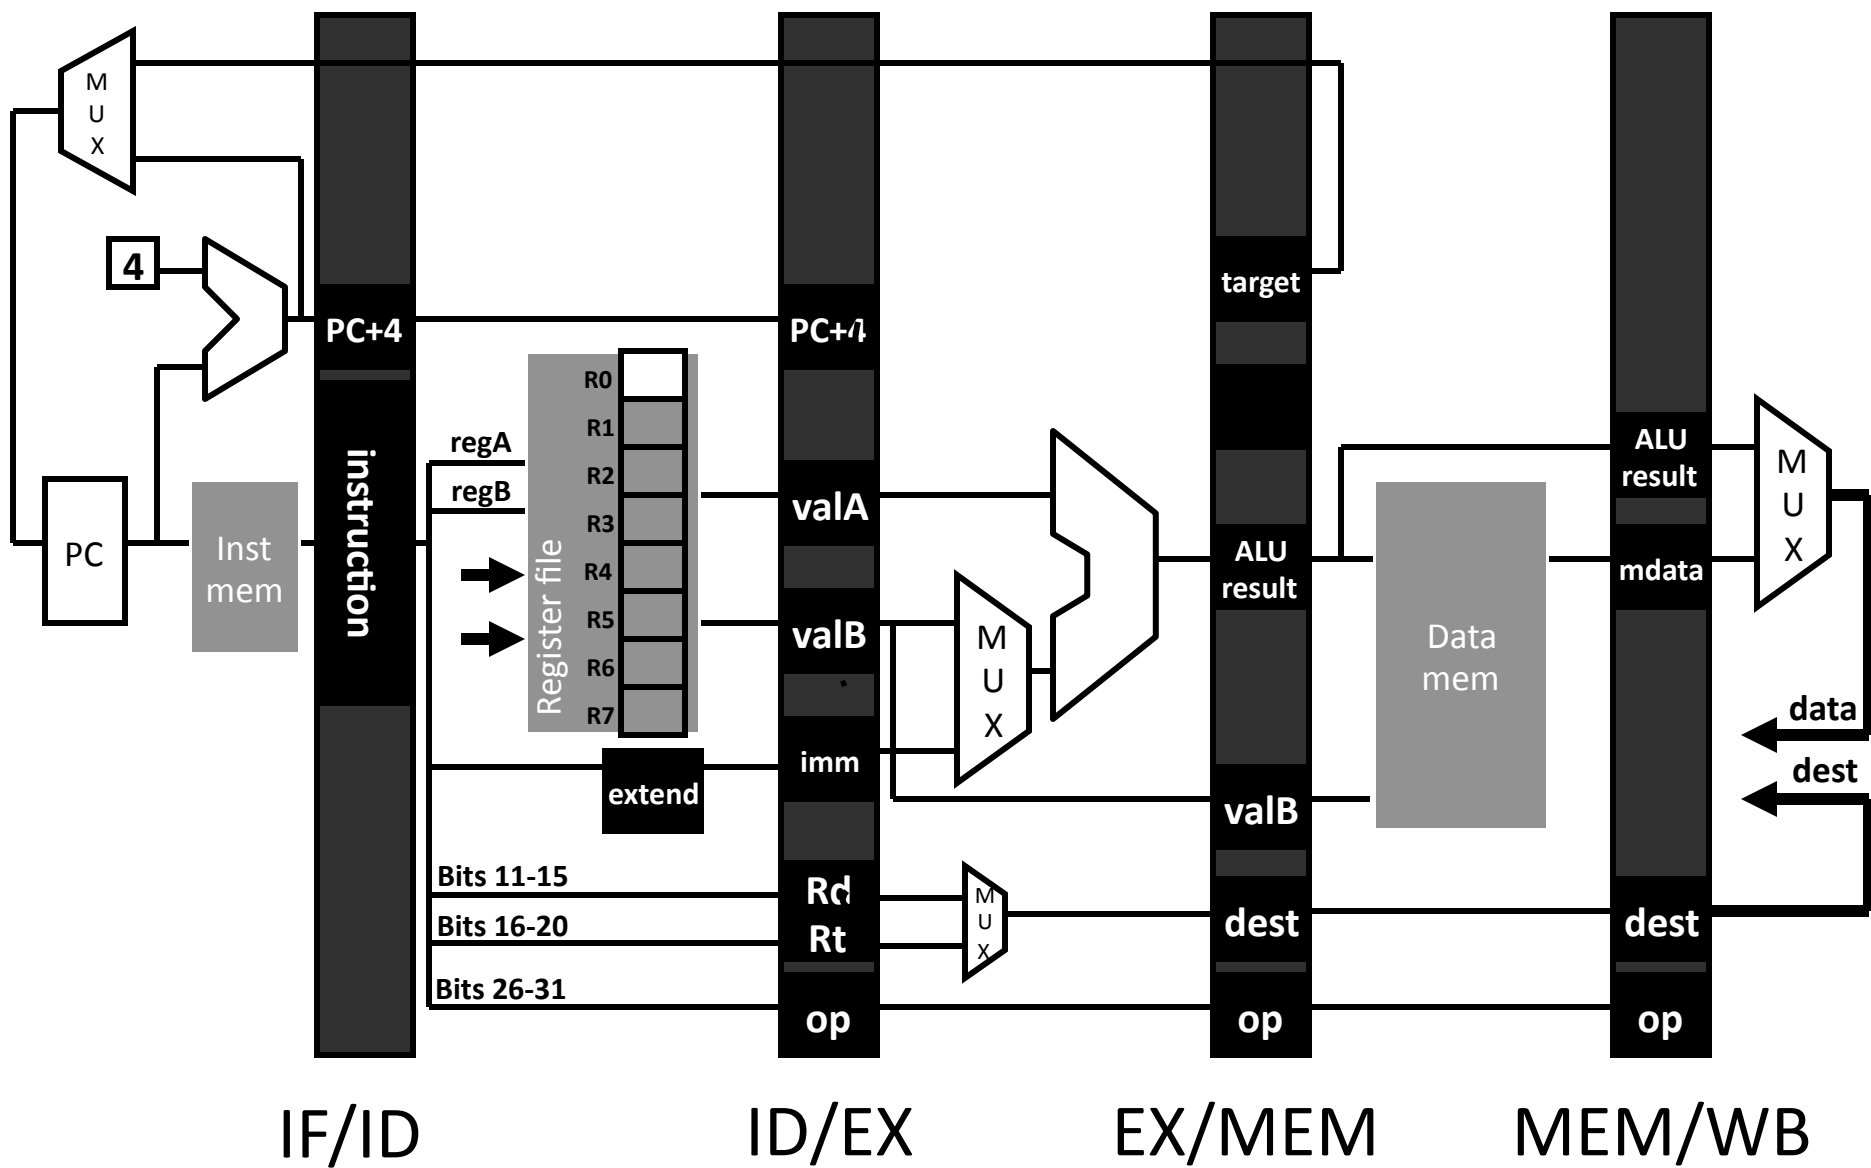 M
U
X
4
PC
Inst
mem
PC+4
instruction
regA
regB
Register file
R0
R1
R2
R3
R4
R5
R6
R7
extend
Bits 11-15
Bits 16-20
Bits 26-31
PC+4
valA
valB
imm
Rd
Rt
op
M
U
X
M
U
X
target
ALU
result
valB
dest
op
Data
mem
ALU
result
mdata
dest
op
M
U
X
data
dest
IF/ID
ID/EX
EX/MEM
MEM/WB